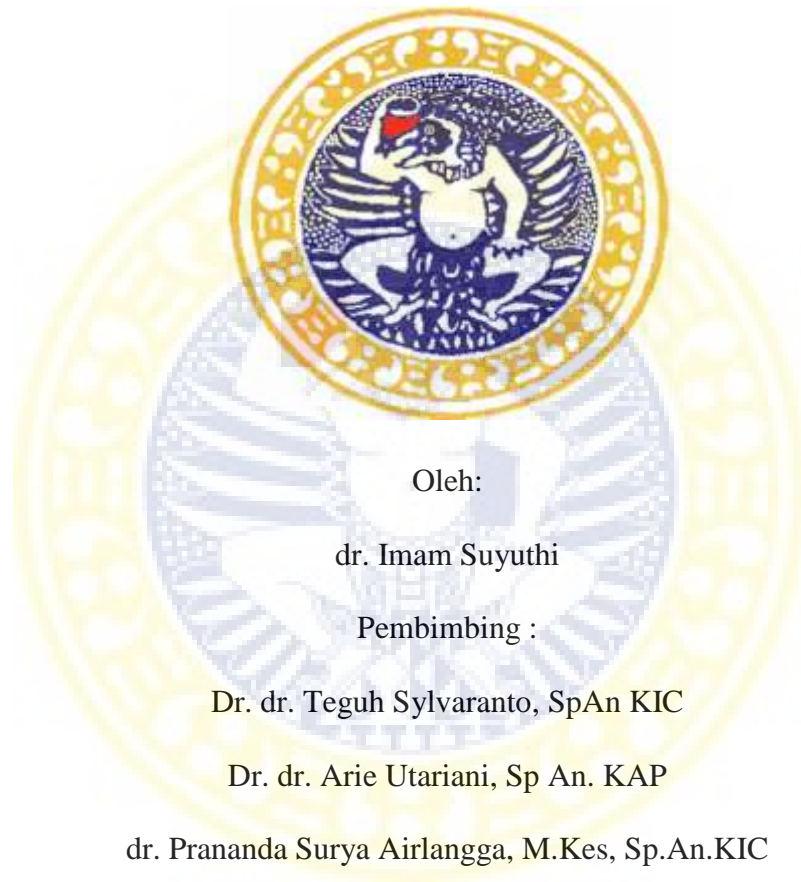 Oleh:
dr. Imam Suyuthi
Pembimbing :
Dr. dr. Teguh Sylvaranto, SpAn KIC
Dr. dr. Arie Utariani, Sp An. KAP
dr. Prananda Surya Airlangga, M.Kes, Sp.An.KIC